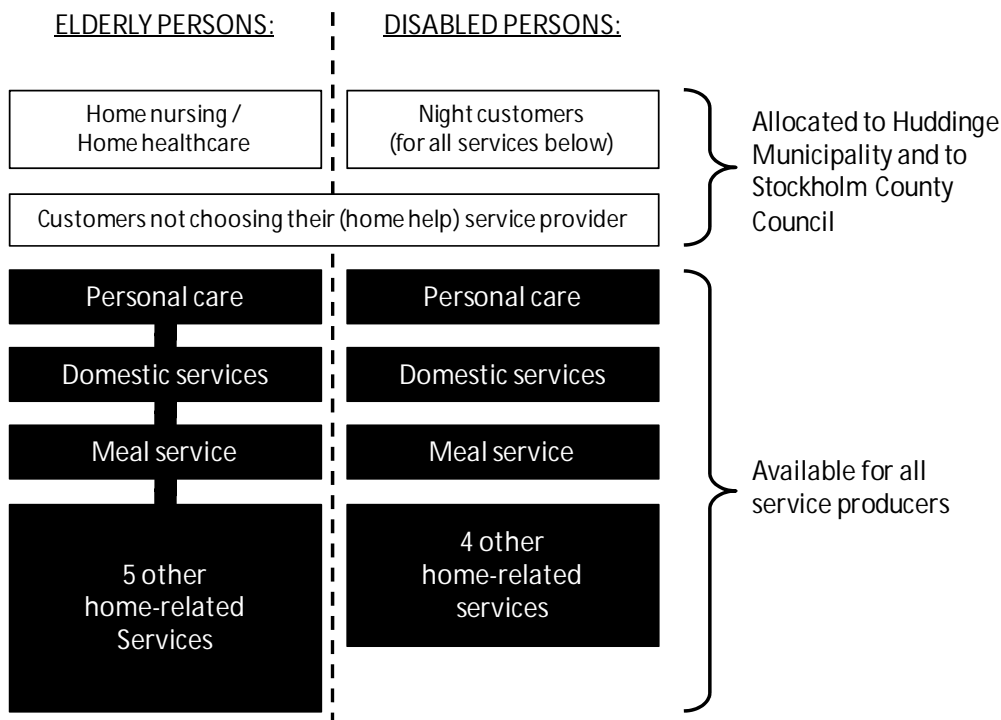 ELDERLY PERSONS:
DISABLED PERSONS:
Home nursing /
Home healthcare
Night customers
(for all services below)
Customers not choosing their (home help) service provider
Allocated to Huddinge
Municipality and to
Stockholm County
Council
Personal care
Domestic services
Meal service
5 other
home-related
Services
Personal care
Domestic services
Meal service
4 other
home-related
services
Available for all
service producers